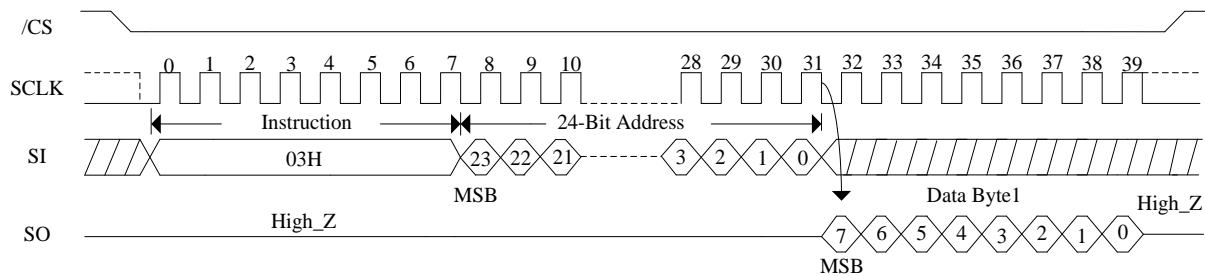 /CS
0 1 2 3 4 5 6 7 8 9 10 28 29 30 31 32 33 34 35 36 37 38 39
SCLK
Instruction 24-Bit Address
SI 03H 23 22 21 3 2 1 0
MSB Data Byte1
High_Z High_Z
SO 7 6 5 4 3 2 1 0
MSB